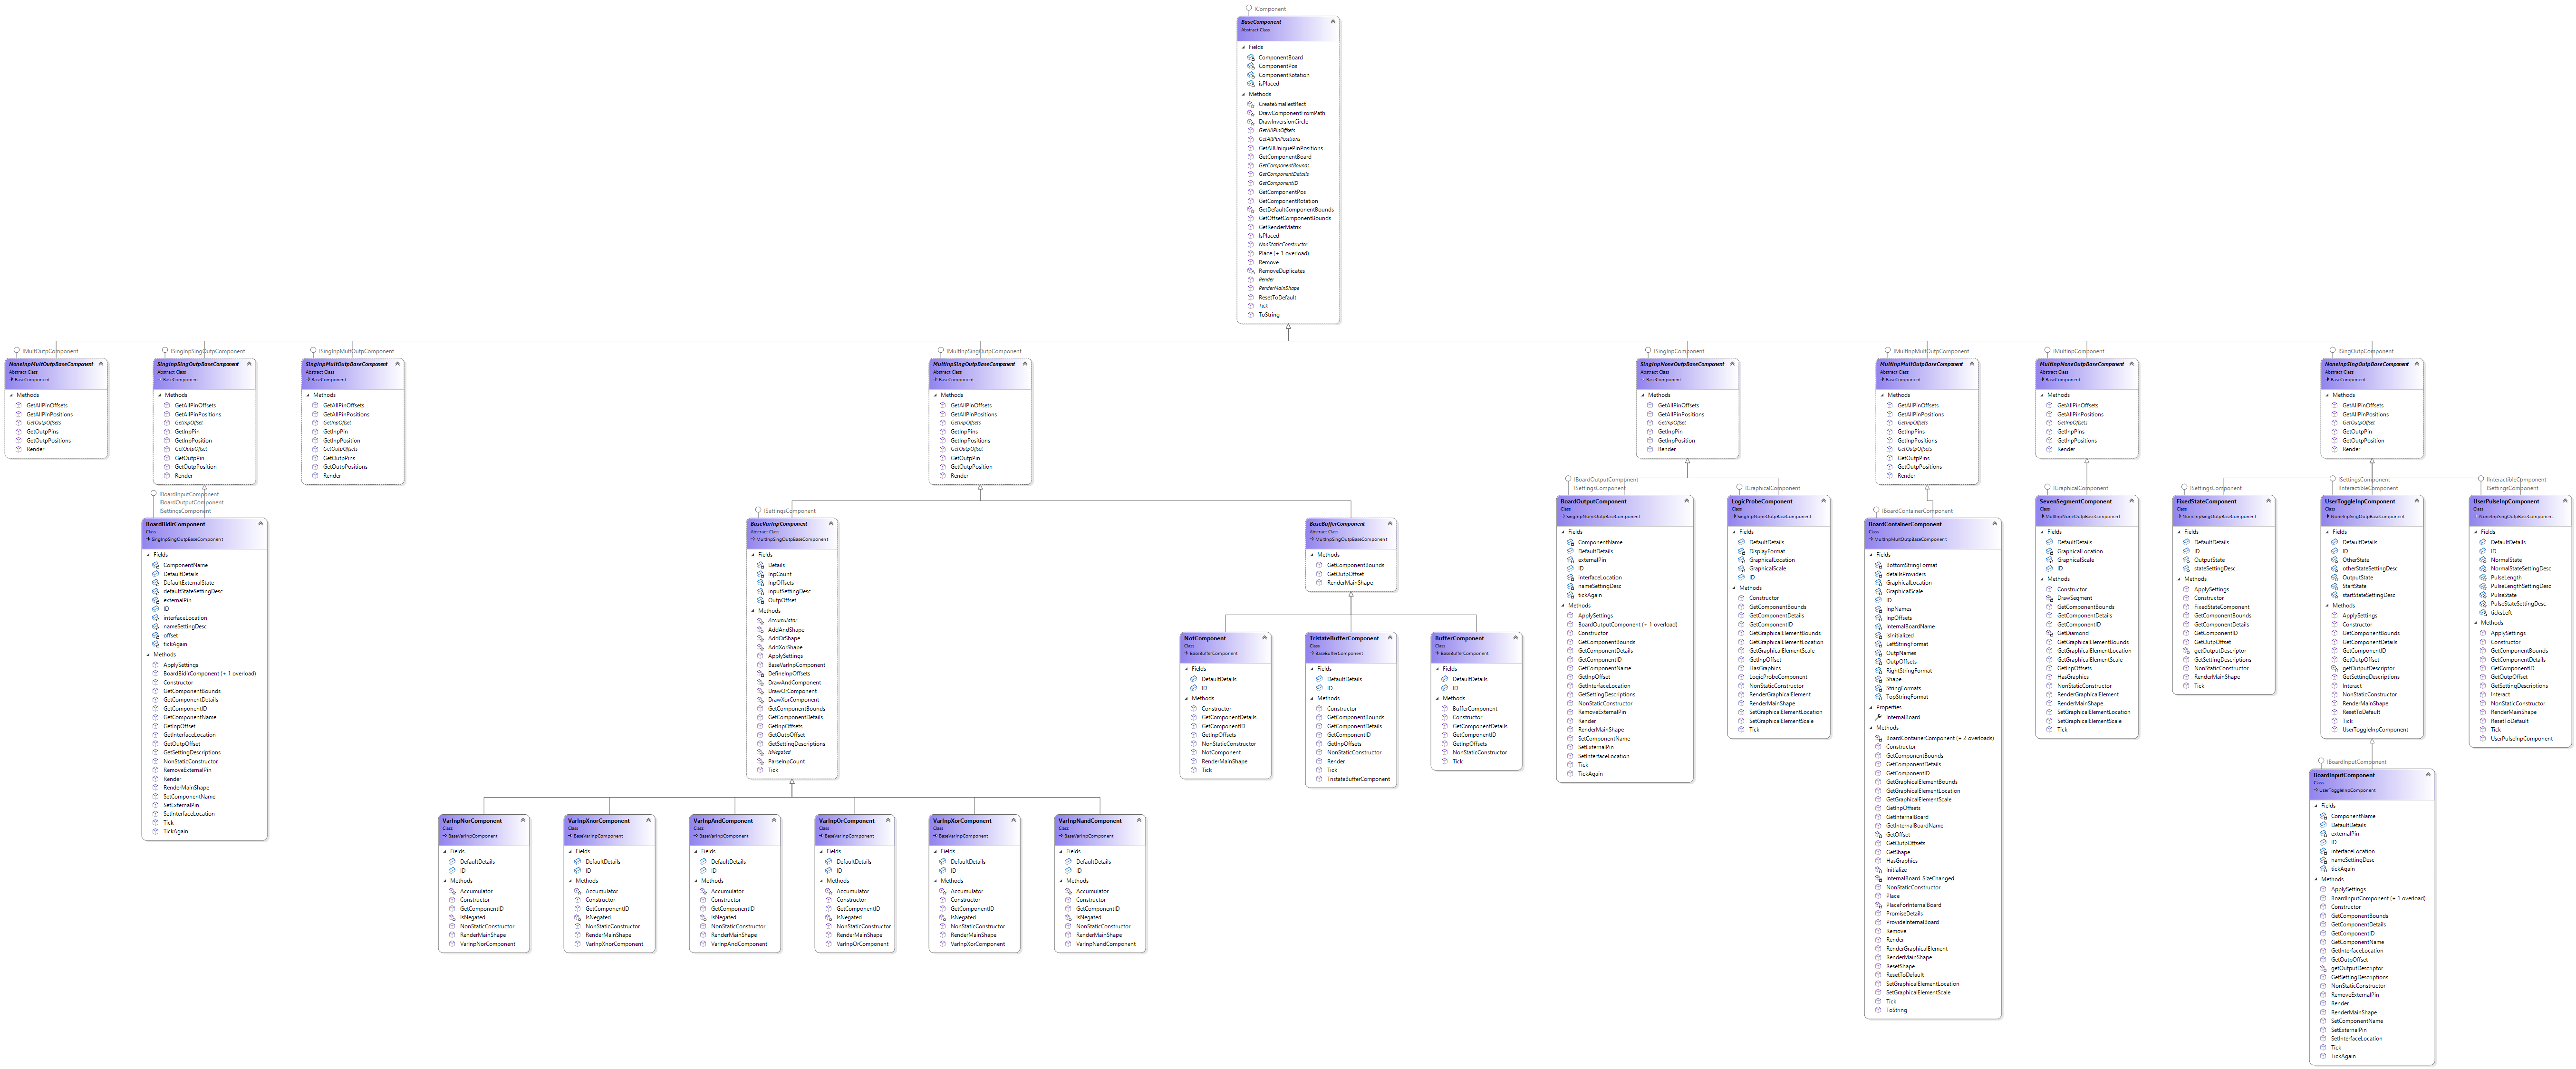 IComponent
BaseComponent
Abstract Class
Fields
ComponentBoard
ComponentPos
ComponentRotation
isPlaced
Methods
CreateSmallestRect
DrawComponentFromPath
DrawInversionCircle
GetAllPinOffsets
GetAllPinPositions
GetAllUniquePinPositions
GetComponentBoard
GetComponentBounds
GetComponentDetails
GetComponentID
GetComponentPos
GetComponentRotation
GetDefaultComponentBounds
GetOffsetComponentBounds
GetRenderMatrix
IsPlaced
NonStaticConstructor
Place (+ 1 overload)
Remove
RemoveDuplicates
Render
RenderMainShape
ResetToDefault
Tick
ToString
IMultOutpComponent
NoneInpMultOutpBaseComponent
Abstract Class
BaseComponent
Methods
GetAllPinOffsets
GetAllPinPositions
GetOutpOffsets
GetOutpPins
GetOutpPositions
Render
ISingInpSingOutpComponent
SingInpSingOutpBaseComponent
Abstract Class
BaseComponent
Methods
GetAllPinOffsets
GetAllPinPositions
GetInpOffset
GetInpPin
GetInpPosition
GetOutpOffset
GetOutpPin
GetOutpPosition
Render
ISingInpMultOutpComponent
SingInpMultOutpBaseComponent
Abstract Class
BaseComponent
Methods
GetAllPinOffsets
GetAllPinPositions
GetInpOffset
GetInpPin
GetInpPosition
GetOutpOffsets
GetOutpPins
GetOutpPositions
Render
IMultInpSingOutpComponent
MultInpSingOutpBaseComponent
Abstract Class
BaseComponent
Methods
GetAllPinOffsets
GetAllPinPositions
GetInpOffsets
GetInpPins
GetInpPositions
GetOutpOffset
GetOutpPin
GetOutpPosition
Render
ISingInpComponent
SingInpNoneOutpBaseComponent
Abstract Class
BaseComponent
Methods
GetAllPinOffsets
GetAllPinPositions
GetInpOffset
GetInpPin
GetInpPosition
Render
IMultInpMultOutpComponent
MultInpMultOutpBaseComponent
Abstract Class
BaseComponent
Methods
GetAllPinOffsets
GetAllPinPositions
GetInpOffsets
GetInpPins
GetInpPositions
GetOutpOffsets
GetOutpPins
GetOutpPositions
Render
IMultInpComponent
MultInpNoneOutpBaseComponent
Abstract Class
BaseComponent
Methods
GetAllPinOffsets
GetAllPinPositions
GetInpOffsets
GetInpPins
GetInpPositions
Render
ISingOutpComponent
NoneInpSingOutpBaseComponent
Abstract Class
BaseComponent
Methods
GetAllPinOffsets
GetAllPinPositions
GetOutpOffset
GetOutpPin
GetOutpPosition
Render
IBoardInputComponent
IBoardOutputComponent
ISettingsComponent
BoardBidirComponent
Class
SingInpSingOutpBaseComponent
Fields
ComponentName
DefaultDetails
DefaultExternalState
defaultStateSettingDesc
externalPin
ID
interfaceLocation
nameSettingDesc
offset
tickAgain
Methods
ApplySettings
BoardBidirComponent (+ 1 overload)
Constructor
GetComponentBounds
GetComponentDetails
GetComponentID
GetComponentName
GetInpOffset
GetInterfaceLocation
GetOutpOffset
GetSettingDescriptions
NonStaticConstructor
RemoveExternalPin
Render
RenderMainShape
SetComponentName
SetExternalPin
SetInterfaceLocation
Tick
TickAgain
ISettingsComponent
BaseVarInpComponent
Abstract Class
MultInpSingOutpBaseComponent
Fields
Details
InpCount
InpOffsets
inputSettingDesc
OutpOffset
Methods
Accumulator
AddAndShape
AddOrShape
AddXorShape
ApplySettings
BaseVarInpComponent
DefineInpOffsets
DrawAndComponent
DrawOrComponent
DrawXorComponent
GetComponentBounds
GetComponentDetails
GetInpOffsets
GetOutpOffset
GetSettingDescriptions
IsNegated
ParseInpCount
Tick
BaseBufferComponent
Abstract Class
MultInpSingOutpBaseComponent
Methods
GetComponentBounds
GetOutpOffset
RenderMainShape
NotComponent
Class
BaseBufferComponent
Fields
DefaultDetails
ID
Methods
Constructor
GetComponentDetails
GetComponentID
GetInpOffsets
NonStaticConstructor
NotComponent
RenderMainShape
Tick
TristateBufferComponent
Class
BaseBufferComponent
Fields
DefaultDetails
ID
Methods
Constructor
GetComponentBounds
GetComponentDetails
GetComponentID
GetInpOffsets
NonStaticConstructor
Render
Tick
TristateBufferComponent
BufferComponent
Class
BaseBufferComponent
Fields
DefaultDetails
ID
Methods
BufferComponent
Constructor
GetComponentDetails
GetComponentID
GetInpOffsets
NonStaticConstructor
Tick
VarInpNorComponent
Class
BaseVarInpComponent
Fields
DefaultDetails
ID
Methods
Accumulator
Constructor
GetComponentID
IsNegated
NonStaticConstructor
RenderMainShape
VarInpNorComponent
VarInpXnorComponent
Class
BaseVarInpComponent
Fields
DefaultDetails
ID
Methods
Accumulator
Constructor
GetComponentID
IsNegated
NonStaticConstructor
RenderMainShape
VarInpXnorComponent
VarInpAndComponent
Class
BaseVarInpComponent
Fields
DefaultDetails
ID
Methods
Accumulator
Constructor
GetComponentID
IsNegated
NonStaticConstructor
RenderMainShape
VarInpAndComponent
VarInpOrComponent
Class
BaseVarInpComponent
Fields
DefaultDetails
ID
Methods
Accumulator
Constructor
GetComponentID
IsNegated
NonStaticConstructor
RenderMainShape
VarInpOrComponent
VarInpXorComponent
Class
BaseVarInpComponent
Fields
DefaultDetails
ID
Methods
Accumulator
Constructor
GetComponentID
IsNegated
NonStaticConstructor
RenderMainShape
VarInpXorComponent
VarInpNandComponent
Class
BaseVarInpComponent
Fields
DefaultDetails
ID
Methods
Accumulator
Constructor
GetComponentID
IsNegated
NonStaticConstructor
RenderMainShape
VarInpNandComponent
IBoardOutputComponent
ISettingsComponent
BoardOutputComponent
Class
SingInpNoneOutpBaseComponent
Fields
ComponentName
DefaultDetails
externalPin
ID
interfaceLocation
nameSettingDesc
tickAgain
Methods
ApplySettings
BoardOutputComponent (+ 1 overload)
Constructor
GetComponentBounds
GetComponentDetails
GetComponentID
GetComponentName
GetInpOffset
GetInterfaceLocation
GetSettingDescriptions
NonStaticConstructor
RemoveExternalPin
Render
RenderMainShape
SetComponentName
SetExternalPin
SetInterfaceLocation
Tick
TickAgain
IGraphicalComponent
LogicProbeComponent
Class
SingInpNoneOutpBaseComponent
Fields
DefaultDetails
DisplayFormat
GraphicalLocation
GraphicalScale
ID
Methods
Constructor
GetComponentBounds
GetComponentDetails
GetComponentID
GetGraphicalElementBounds
GetGraphicalElementLocation
GetGraphicalElementScale
GetInpOffset
HasGraphics
LogicProbeComponent
NonStaticConstructor
RenderGraphicalElement
RenderMainShape
SetGraphicalElementLocation
SetGraphicalElementScale
Tick
IBoardContainerComponent
BoardContainerComponent
Class
MultInpMultOutpBaseComponent
Fields
BottomStringFormat
detailsProviders
GraphicalLocation
GraphicalScale
ID
InpNames
InpOffsets
InternalBoardName
isInitialized
LeftStringFormat
OutpNames
OutpOffsets
RightStringFormat
Shape
StringFormats
TopStringFormat
Properties
InternalBoard
Methods
BoardContainerComponent (+ 2 overloads)
Constructor
GetComponentBounds
GetComponentDetails
GetComponentID
GetGraphicalElementBounds
GetGraphicalElementLocation
GetGraphicalElementScale
GetInpOffsets
GetInternalBoard
GetInternalBoardName
GetOffset
GetOutpOffsets
GetShape
HasGraphics
Initialize
InternalBoard_SizeChanged
NonStaticConstructor
Place
PlaceForInternalBoard
PromiseDetails
ProvideInternalBoard
Remove
Render
RenderGraphicalElement
RenderMainShape
ResetShape
ResetToDefault
SetGraphicalElementLocation
SetGraphicalElementScale
Tick
ToString
IGraphicalComponent
SevenSegmentComponent
Class
MultInpNoneOutpBaseComponent
Fields
DefaultDetails
GraphicalLocation
GraphicalScale
ID
Methods
Constructor
DrawSegment
GetComponentBounds
GetComponentDetails
GetComponentID
GetDiamond
GetGraphicalElementBounds
GetGraphicalElementLocation
GetGraphicalElementScale
GetInpOffsets
HasGraphics
NonStaticConstructor
RenderGraphicalElement
RenderMainShape
SetGraphicalElementLocation
SetGraphicalElementScale
Tick
ISettingsComponent
FixedStateComponent
Class
NoneInpSingOutpBaseComponent
Fields
DefaultDetails
ID
OutputState
stateSettingDesc
Methods
ApplySettings
Constructor
FixedStateComponent
GetComponentBounds
GetComponentDetails
GetComponentID
GetOutpOffset
getOutputDescriptor
GetSettingDescriptions
NonStaticConstructor
RenderMainShape
Tick
ISettingsComponent
IInteractibleComponent
UserToggleInpComponent
Class
NoneInpSingOutpBaseComponent
Fields
DefaultDetails
ID
OtherState
otherStateSettingDesc
OutputState
StartState
startStateSettingDesc
Methods
ApplySettings
Constructor
GetComponentBounds
GetComponentDetails
GetComponentID
GetOutpOffset
getOutputDescriptor
GetSettingDescriptions
Interact
NonStaticConstructor
RenderMainShape
ResetToDefault
Tick
UserToggleInpComponent
IInteractibleComponent
ISettingsComponent
UserPulseInpComponent
Class
NoneInpSingOutpBaseComponent
Fields
DefaultDetails
ID
NormalState
NormalStateSettingDesc
PulseLength
PulseLengthSettingDesc
PulseState
PulseStateSettingDesc
ticksLeft
Methods
ApplySettings
Constructor
GetComponentBounds
GetComponentDetails
GetComponentID
GetOutpOffset
GetSettingDescriptions
Interact
NonStaticConstructor
RenderMainShape
ResetToDefault
Tick
UserPulseInpComponent
IBoardInputComponent
BoardInputComponent
Class
UserToggleInpComponent
Fields
ComponentName
DefaultDetails
externalPin
ID
interfaceLocation
nameSettingDesc
tickAgain
Methods
ApplySettings
BoardInputComponent (+ 1 overload)
Constructor
GetComponentBounds
GetComponentDetails
GetComponentID
GetComponentName
GetInterfaceLocation
GetOutpOffset
getOutputDescriptor
GetSettingDescriptions
NonStaticConstructor
RemoveExternalPin
Render
RenderMainShape
SetComponentName
SetExternalPin
SetInterfaceLocation
Tick
TickAgain